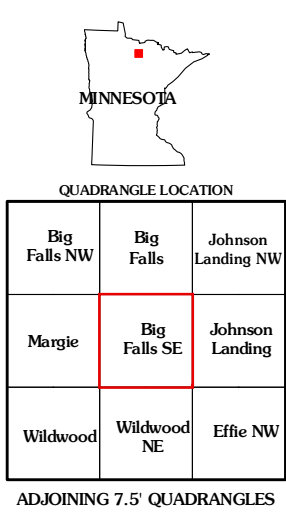 MINNESOTA
QUADRANGLE LOCATION
Big
Falls NW
Big
Falls
Johnson
Landing NW
Margie
Big
Falls SE
Johnson
Landing
Wildwood
Wildwood
NE
Effie NW
ADJOINING 7.5' QUADRANGLES